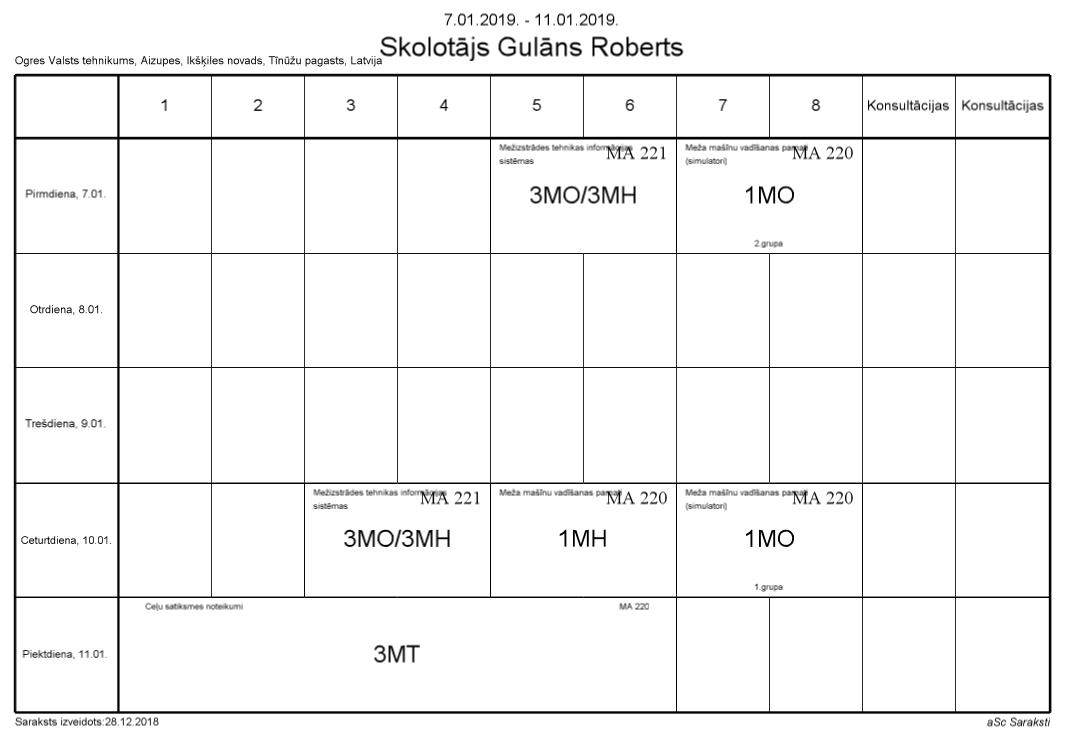 7.01.2019. - 11.01.2019.
Skolotājs Gulāns Roberts
Ogres Valsts tehnikums, Aizupes, Ikšķiles novads, Tīnūžu pagasts, Latvija
1 2 3 4 5 6 7 8 Konsultācijas Konsultācijas
Pirmdiena, 7.01.
Mežizstrādes tehnikas informācijas MA 221
sistēmas
3MO/3MH
Meža mašīnu vadīšanas pamati MA 220
(simulatori)
1MO
2.grupa
Otrdiena, 8.01.
Trešdiena, 9.01.
Ceturtdiena, 10.01.
Mežizstrādes tehnikas informācijas MA 221
sistēmas
3MO/3MH
Meža mašīnu vadīšanas pamati MA 220
1MH
Meža mašīnu vadīšanas pamati MA 220
(simulatori)
1MO
1.grupa
Piektdiena, 11.01.
Ceļu satiksmes noteikumi MA 220
3MT
Saraksts izveidots:28.12.2018
aSc Saraksti